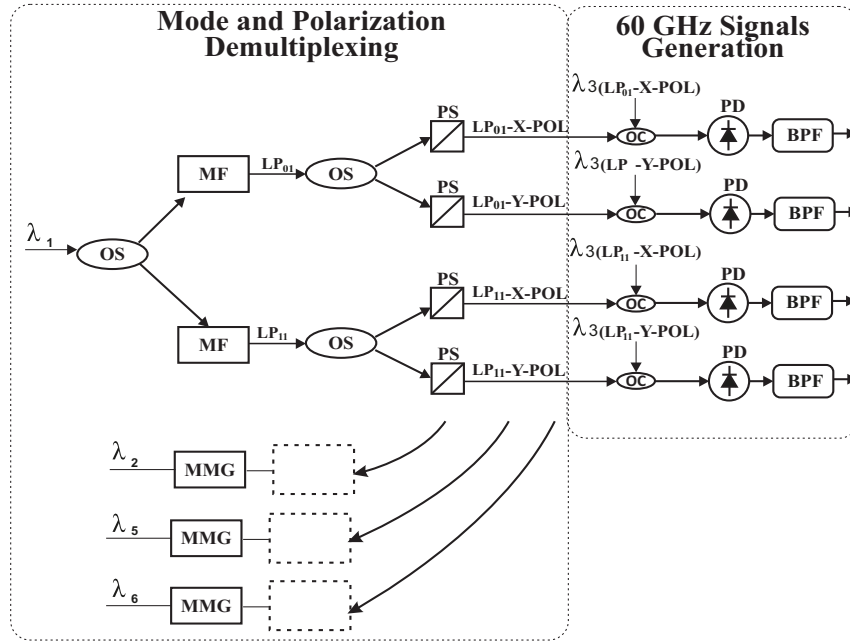 Mode and Polarization
Demultiplexing
60 GHz Signals
Generation
λ3(LP01-X-POL)
PS
LP01-X-POL
OC
PD
BPF
MF
LP01
OS
λ3(LP -Y-POL)
PS
LP01-Y-POL
OC
PD
BPF
λ1
OS
λ3(LP11-X-POL)
PS
LP11-X-POL
OC
PD
BPF
MF
LP11
OS
λ3(LP11-Y-POL)
PS
LP11-Y-POL
OC
PD
BPF
λ2
MMG
λ5
MMG
λ6
MMG